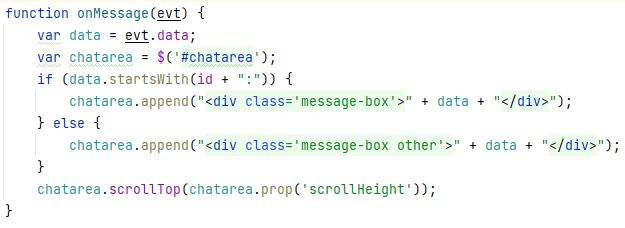 function onMessage(evt) {
    var data = evt.data;
    var chatarea = $('#chatarea');
    if (data.startsWith(id + ":")) {
        chatarea.append("<div class='message-box'>" + data + "</div>");
    } else {
        chatarea.append("<div class='message-box other'>" + data + "</div>");
    }
    chatarea.scrollTop(chatarea.prop('scrollHeight'));
}